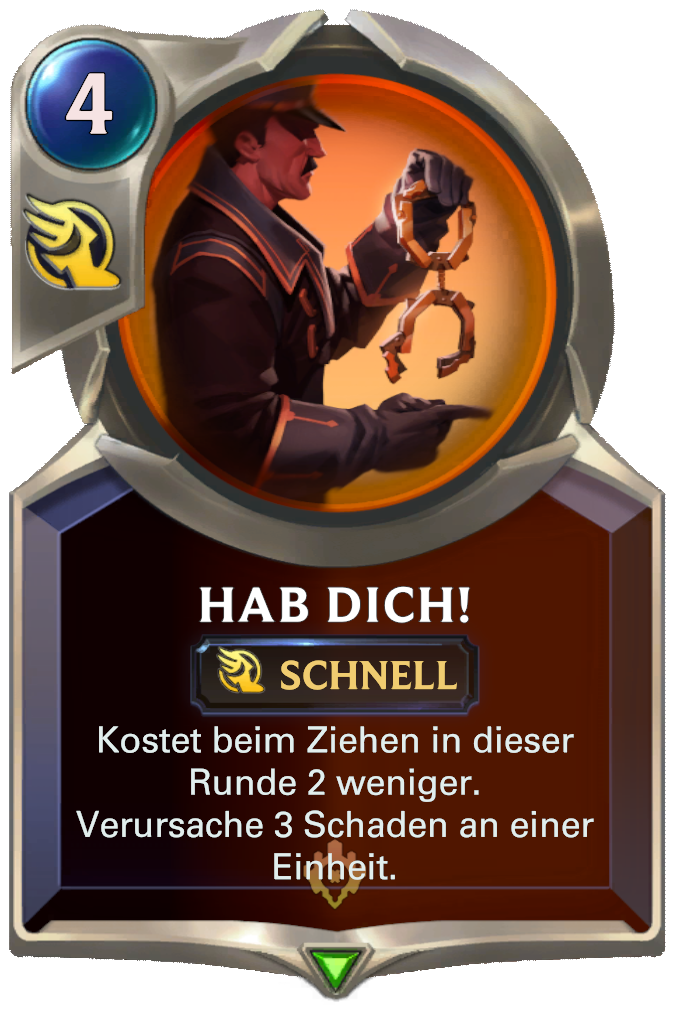 4
HAB DICH!
SCHNELL
Kostet beim Ziehen in dieser
Runde 2 weniger.
Verursache 3 Schaden an einer
Einheit.